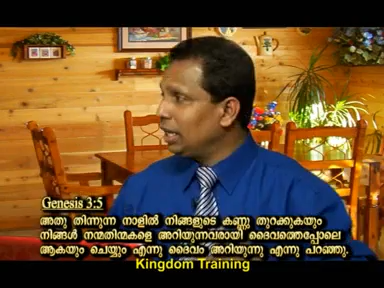 Genesis 3:5
അതു തിന്നുന്ന നാളിൽ നിങ്ങളുടെ കണ്ണു തുറക്കുകയും
നിങ്ങൾ നന്മതിന്മകളെ അറിയുന്നവരായി ദൈവത്തെപ്പോലെ
ആകയും ചെയ്യും എന്നു ദൈവം അറിയുന്നു എന്നു പറഞ്ഞു.
Kingdom Training